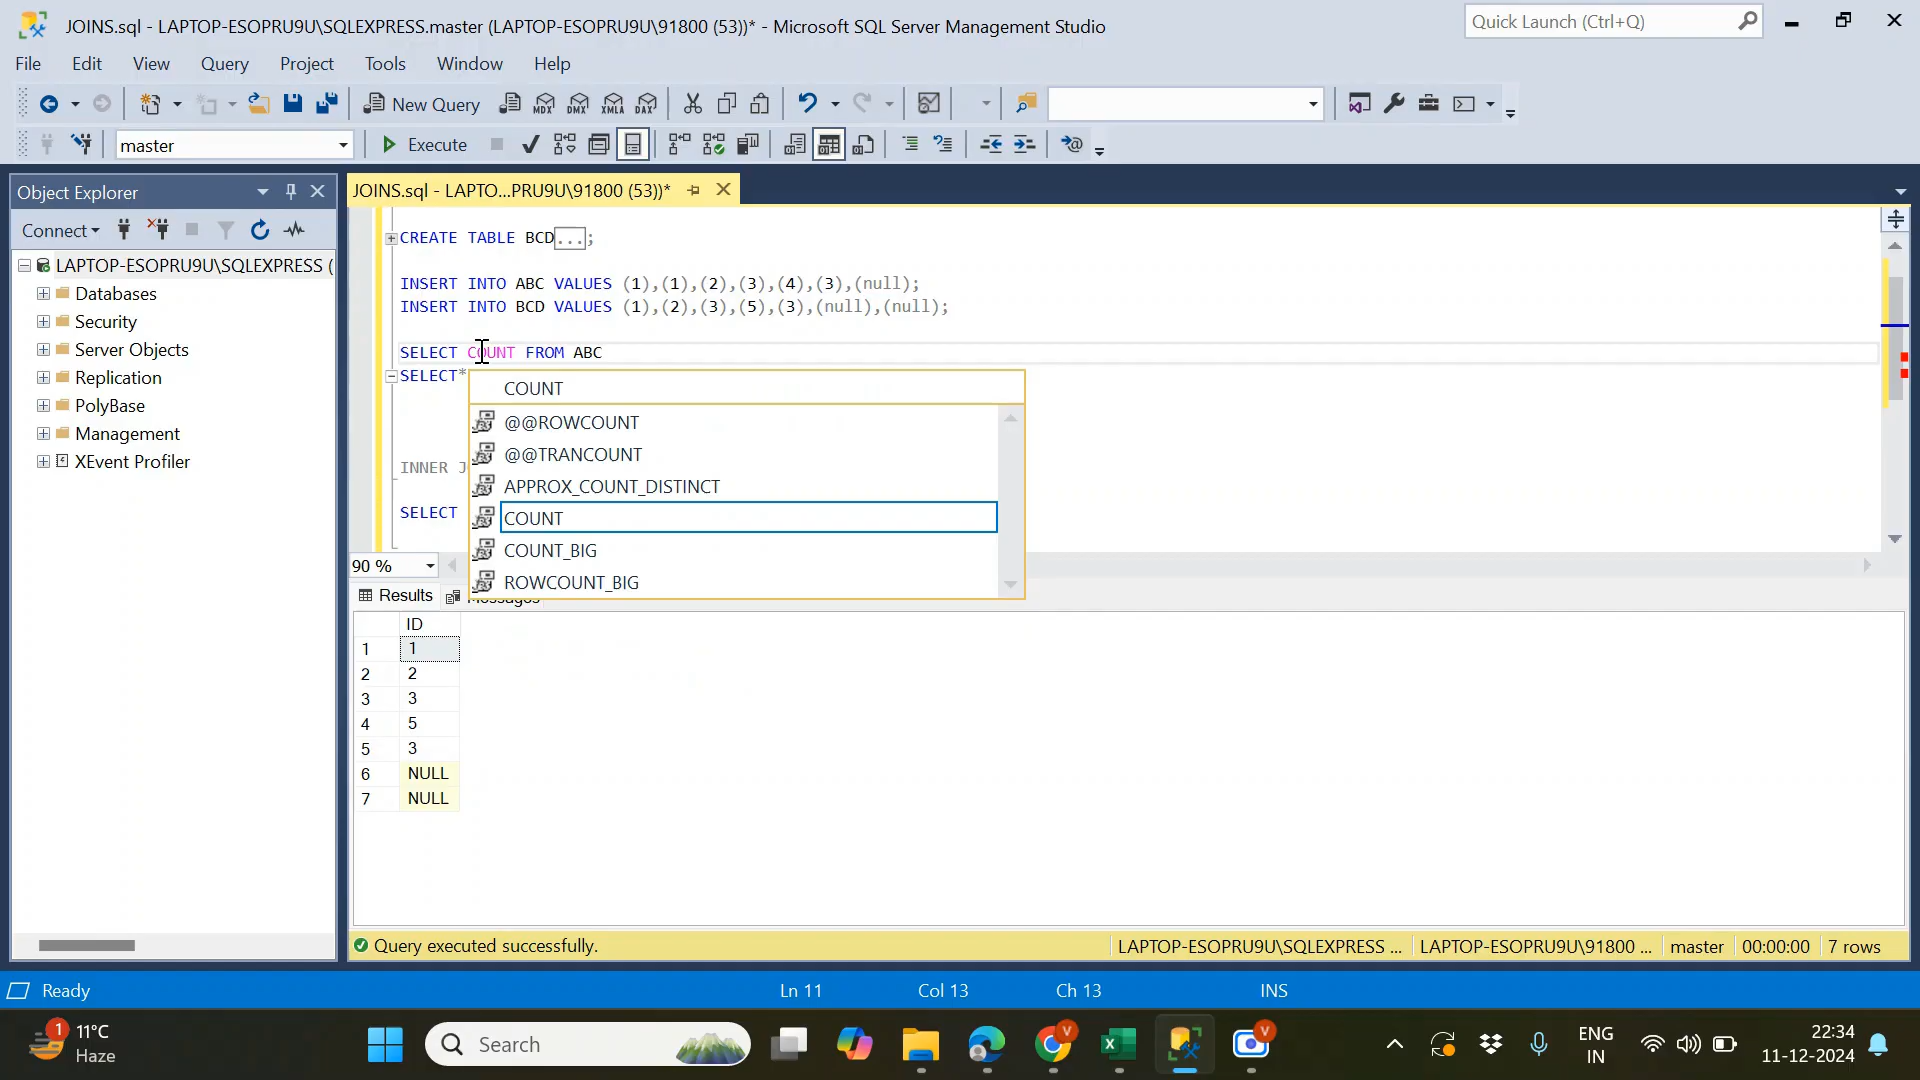 JOINS.sql - LAPTOP-ESOPRU9U\SQLEXPRESS.master (LAPTOP-ESOPRU9U\91800 (53))* - Microsoft SQL Server Management Studio
Quick Launch (Ctrl+Q)
File Edit View Query Project Tools Window Help
New Query MDX DMX XMLA DAX
master Execute
Object Explorer
JOINS.sql - LAPTO...PRU9U\91800 (53))*
Connect
LAPTOP-ESOPRU9U\SQLEXPRESS (
Databases
Security
Server Objects
Replication
PolyBase
Management
XEvent Profiler
CREATE TABLE BCD...;
INSERT INTO ABC VALUES (1),(1),(2),(3),(4),(3),(null);
INSERT INTO BCD VALUES (1),(2),(3),(5),(3),(null),(null);
SELECT COUNT FROM ABC
SELECT*
COUNT
@@ROWCOUNT
@@TRANCOUNT
APPROX_COUNT_DISTINCT
COUNT
COUNT_BIG
ROWCOUNT_BIG
INNER J
SELECT
90 %
Results Messages
ID
1 1
2 2
3 3
4 5
5 3
6 NULL
7 NULL
Query executed successfully.
LAPTOP-ESOPRU9U\SQLEXPRESS ... LAPTOP-ESOPRU9U\91800 ... master 00:00:00 7 rows
Ready Ln 11 Col 13 Ch 13 INS
1
11°C
Haze
Search
V
V
ENG
IN
22:34
11-12-2024